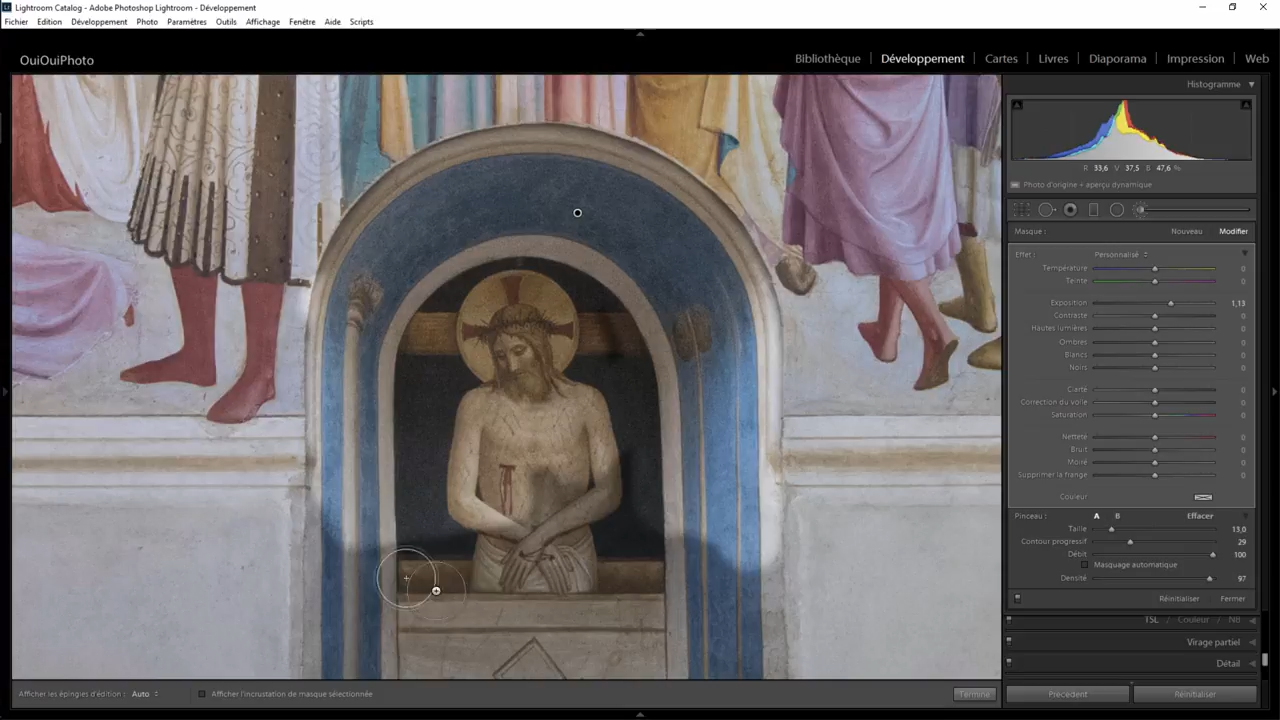 Lightroom Catalog - Adobe Photoshop Lightroom - Développement
Fichier Edition Développement Photo Paramètres Outils Affichage Fenêtre Aide Scripts
OuiOuiPhoto
Bibliothèque Développement Cartes Livres Diaporama Impression Web
Histogramme
R 33,6 V 37,5 B 47,6 %
Photo d'origine + aperçu dynamique
Masque : Nouveau Modifier
Effet : Personnalisé
Température 0
Teinte 0
Exposition 1,13
Contraste 0
Hautes lumières 0
Ombres 0
Blancs 0
Noirs 0
Clarté 0
Correction du voile 0
Saturation 0
Netteté 0
Bruit 0
Moiré 0
Supprimer la frange 0
Couleur
Pinceau : A B Effacer
Taille 13,0
Contour progressif 29
Débit 100
Masquage automatique
Densité 97
Réinitialiser Fermer
TSL / Couleur / NB
Virage partiel
Détail
Afficher les épingles d'édition : Auto Afficher l'incrustation de masque sélectionnée Terminé
Précédent Réinitialiser